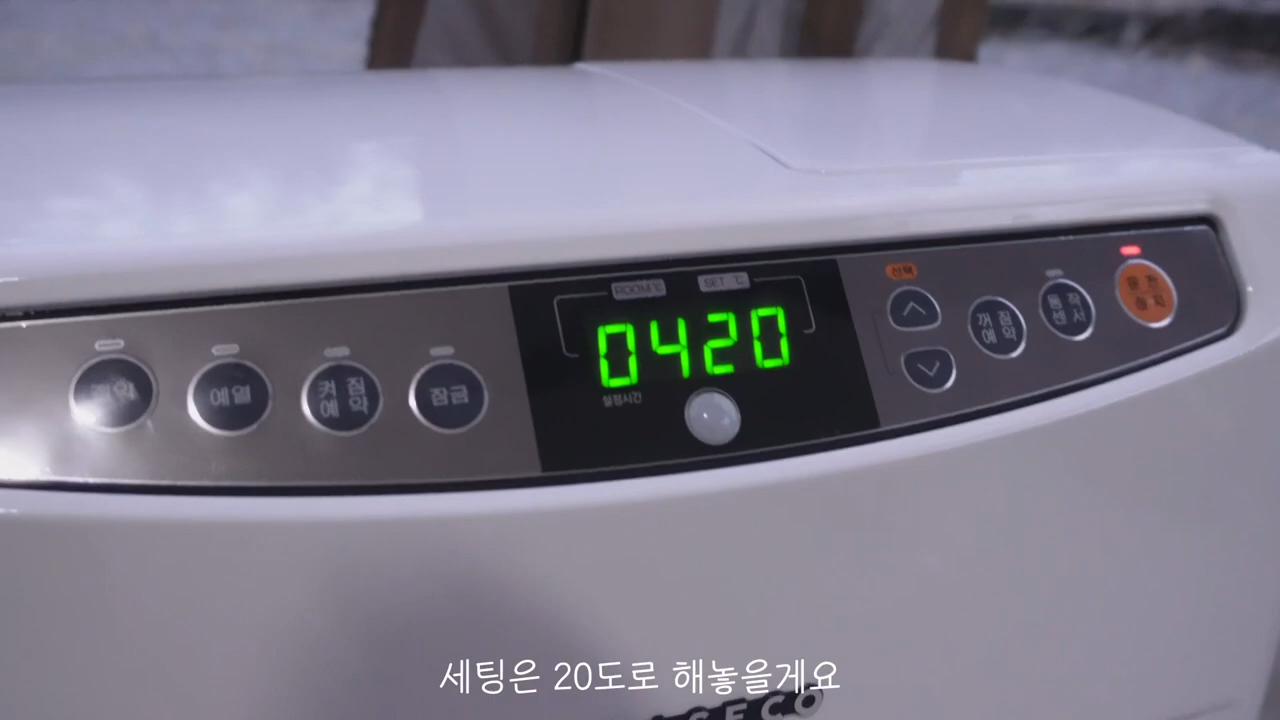 ROOM℃ SET ℃
0420
설정시간
절약
예열
켜짐
예약
잠금
선택
꺼짐
예약
동작
센서
운전
정지
세팅은 20도로 해놓을게요